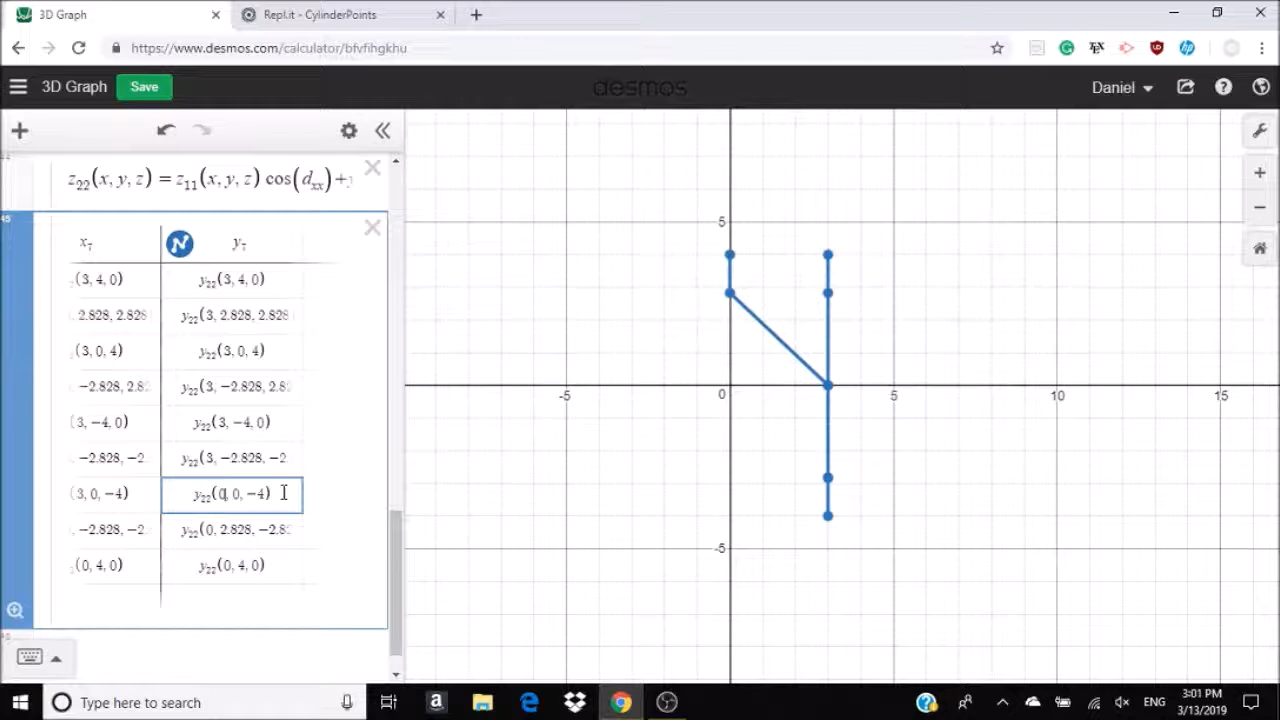 3D Graph
Repl.it - CylinderPoints
https://www.desmos.com/calculator/bfvfihgkhu
3D Graph
Save
desmos
Daniel
z22(x, y, z) = z11(x, y, z) cos(dxx) +
45
x7 y7
(3, 4, 0) y22(3, 4, 0)
2.828, 2.828 y22(3, 2.828, 2.828
(3, 0, 4) y22(3, 0, 4)
−2.828, 2.82 y22(3, −2.828, 2.82
(3, −4, 0) y22(3, −4, 0)
−2.828, −2 y22(3, −2.828, −2
(3, 0, −4) y22(0, 0, −4)
−2.828, −2 y22(0, 2.828, −2.82
(0, 4, 0) y22(0, 4, 0)
5
-5
0
5
10
15
-5
Type here to search
ENG
3:01 PM
3/13/2019